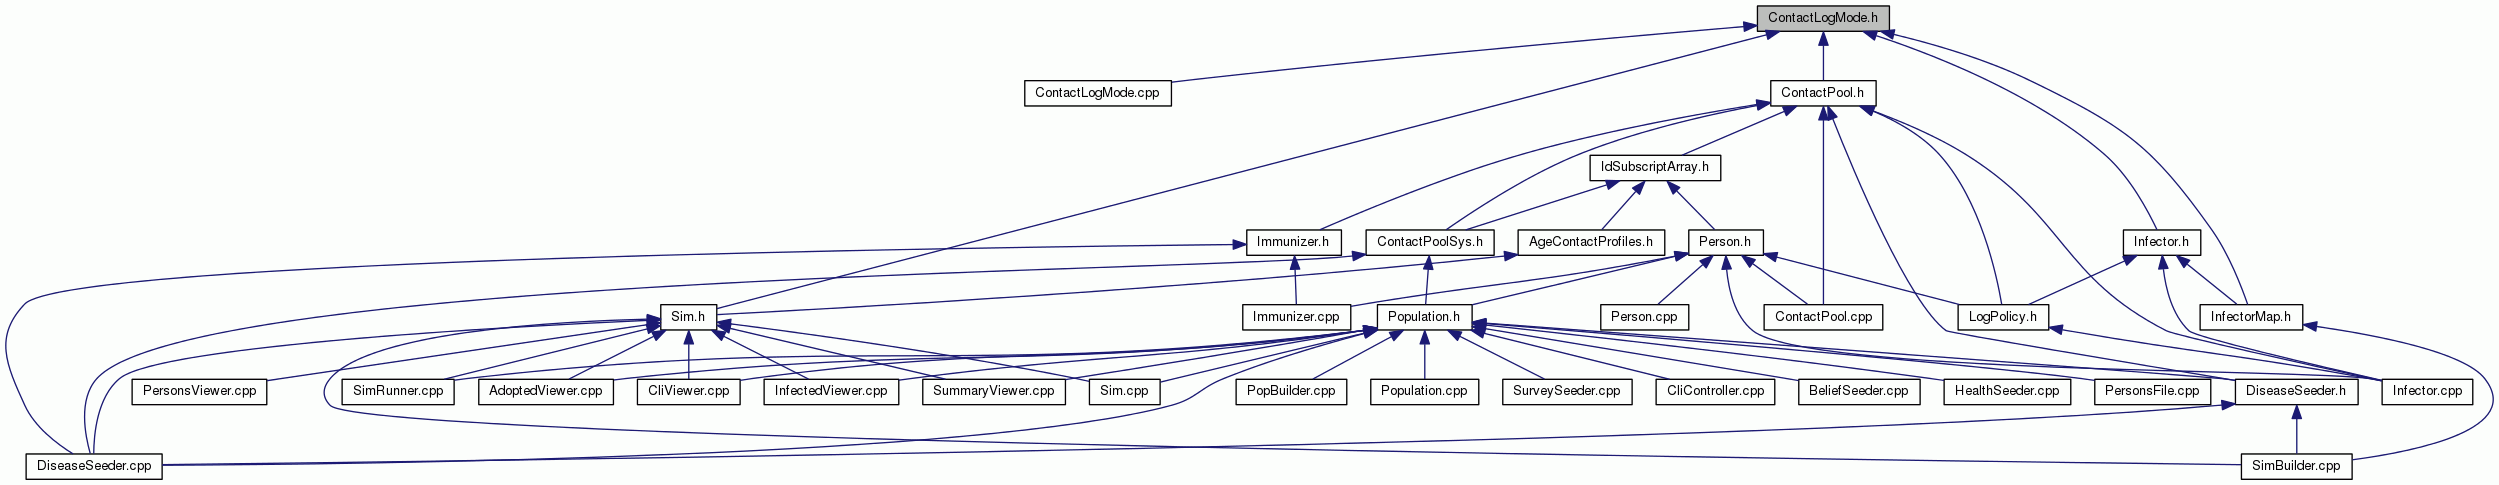 ContactLogMode.h
ContactLogMode.cpp
ContactPool.h
IdSubscriptArray.h
Immunizer.h
ContactPoolSys.h
AgeContactProfiles.h
Person.h
Infector.h
Sim.h
Immunizer.cpp
Population.h
Person.cpp
ContactPool.cpp
LogPolicy.h
InfectorMap.h
PersonsViewer.cpp
SimRunner.cpp
AdoptedViewer.cpp
CliViewer.cpp
InfectedViewer.cpp
SummaryViewer.cpp
Sim.cpp
PopBuilder.cpp
Population.cpp
SurveySeeder.cpp
CliController.cpp
BeliefSeeder.cpp
HealthSeeder.cpp
PersonsFile.cpp
DiseaseSeeder.h
Infector.cpp
DiseaseSeeder.cpp
SimBuilder.cpp